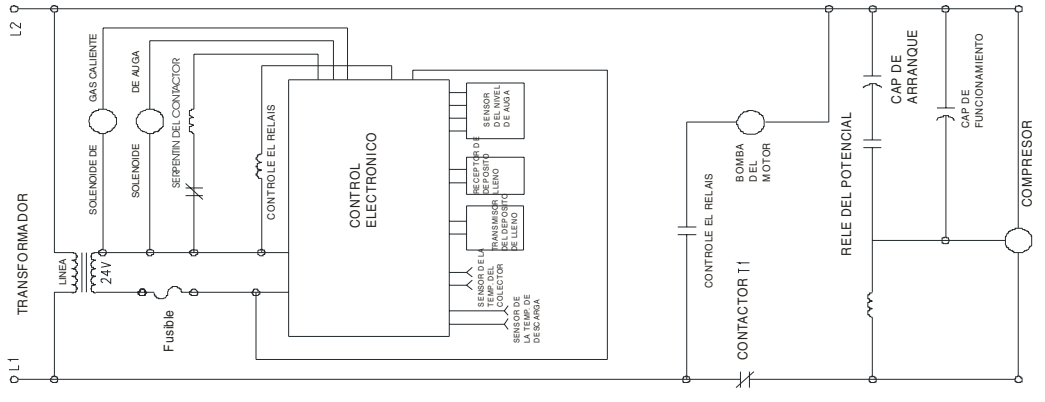 L2
L1
TRANSFORMADOR
LINEA
24V
Fusible
SOLENOIDE DE
GAS CALIENTE
SOLENOIDE
DE AUGA
SERPENTIN DEL CONTACTOR
CONTROLE EL RELAIS
CONTROL
ELECTRONICO
SENSOR
DEL NIVEL
DE AUGA
RECEPTOR DE
DEPOSITO
LLENO
TRANSMISOR
DEL DEPOSITO
DE LLENO
SENSOR DE LA
TEMP. DEL
COLECTOR
SENSOR DE
LA TEMP. DE
DESCARGA
CONTROLE EL RELAIS
BOMBA
DEL
MOTOR
CONTACTOR T1
RELE DEL POTENCIAL
CAP DE
ARRANQUE
CAP DE
FUNCIONAMIENTO
COMPRESOR